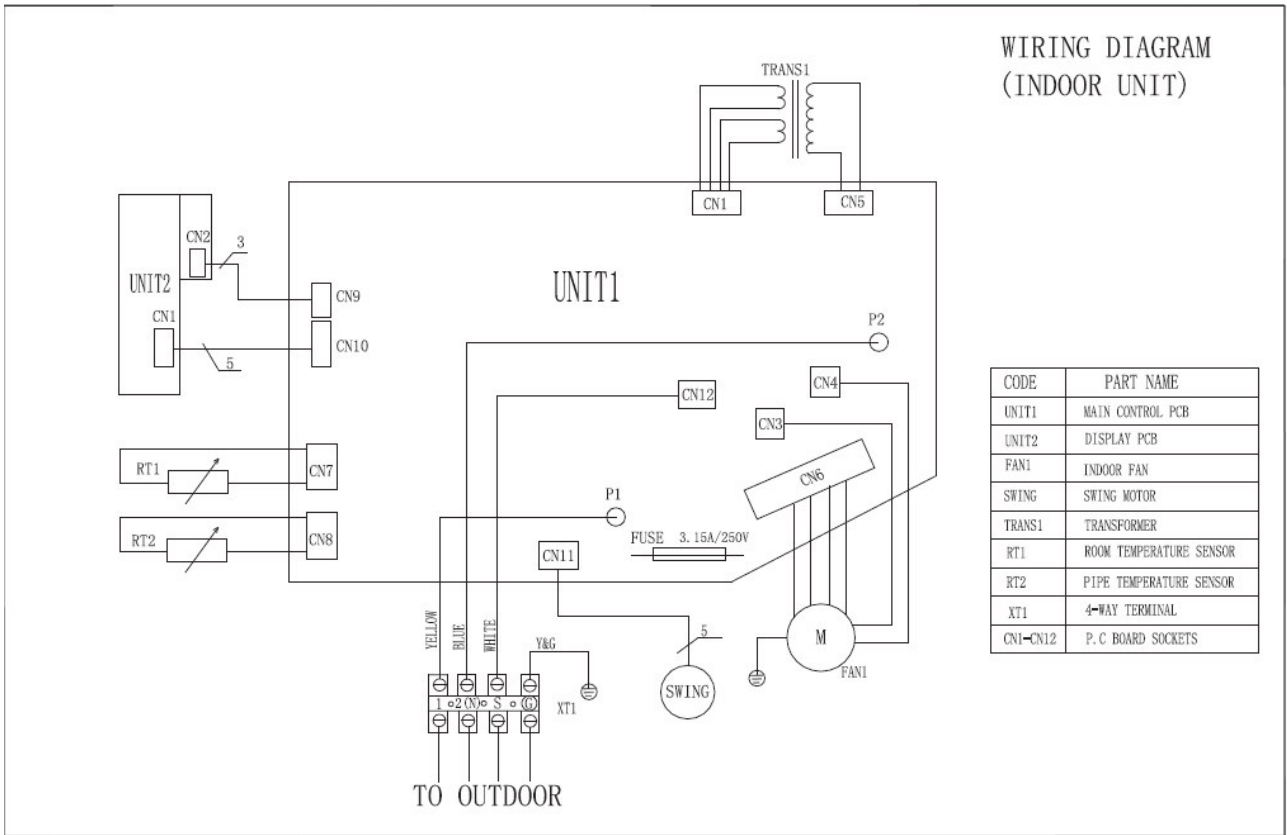 WIRING DIAGRAM
(INDOOR UNIT)
TRANS1
CN1
CN5
CN2
3
UNIT2
CN1
5
CN9
CN10
UNIT1
P2
CN4
CN12
CN3
CN6
RT1
CN7
RT2
CN8
P1
FUSE 3.15A/250V
CN11
YELLOW
BLUE
WHITE
Y&G
5
M
FAN1
SWING
1 2(N) S (G)
XT1
TO OUTDOOR
CODE PART NAME
UNIT1 MAIN CONTROL PCB
UNIT2 DISPLAY PCB
FAN1 INDOOR FAN
SWING SWING MOTOR
TRANS1 TRANSFORMER
RT1 ROOM TEMPERATURE SENSOR
RT2 PIPE TEMPERATURE SENSOR
XT1 4-WAY TERMINAL
CN1-CN12 P.C BOARD SOCKETS